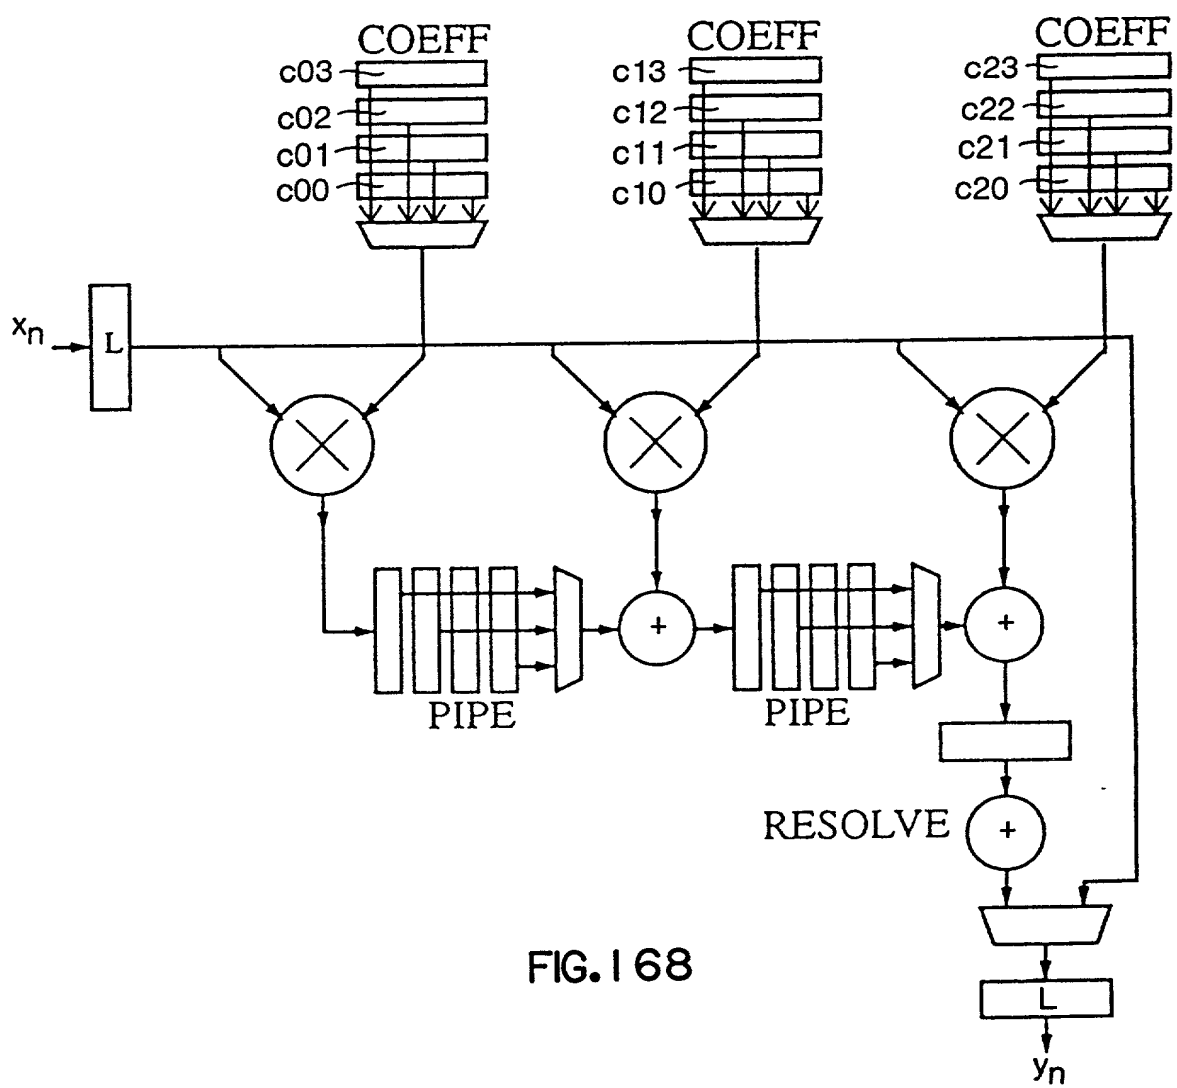 COEFF COEFF COEFF
c03 c13 c23
c02 c12 c22
c01 c11 c21
c00 c10 c20
xn L
+ +
PIPE PIPE
RESOLVE +
FIG.168
L
yn